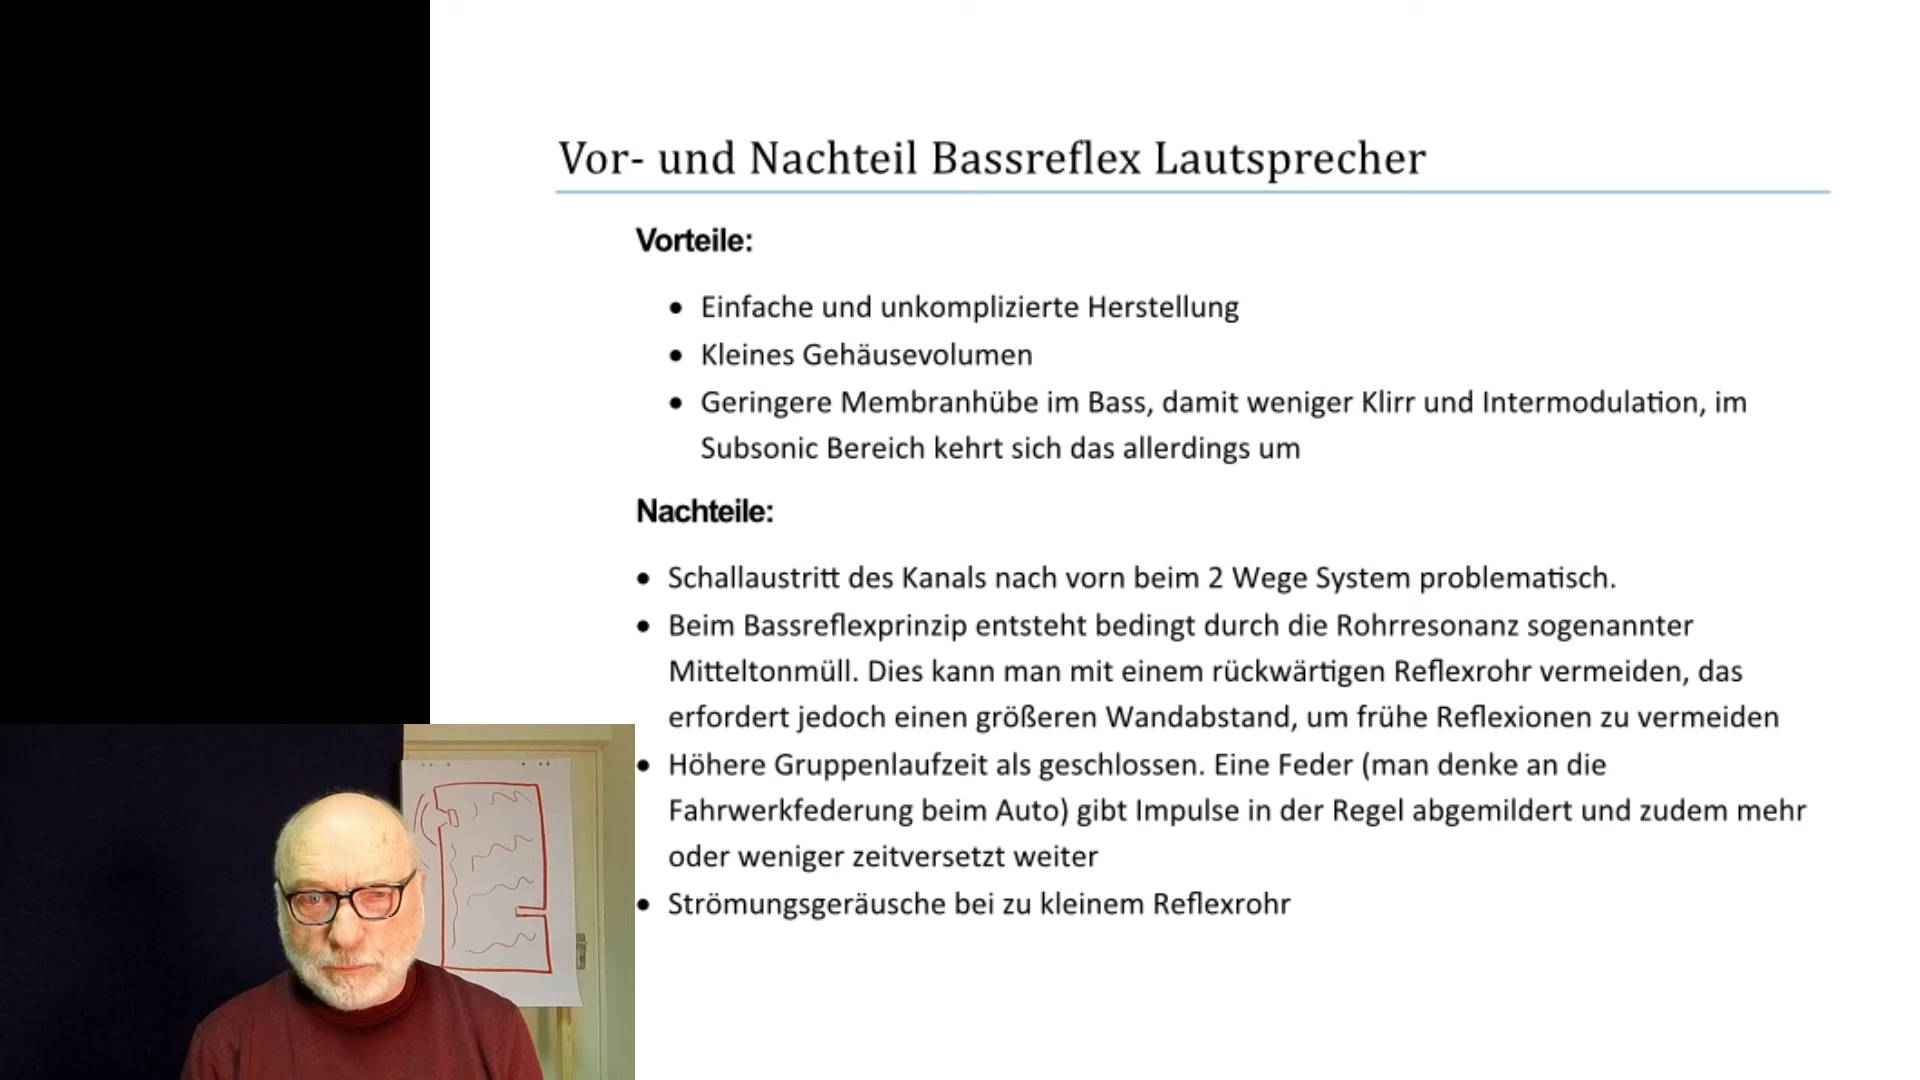 Vor- und Nachteil Bassreflex Lautsprecher
Vorteile:
• Einfache und unkomplizierte Herstellung
• Kleines Gehäusevolumen
• Geringere Membranhübe im Bass, damit weniger Klirr und Intermodulation, im
Subsonic Bereich kehrt sich das allerdings um
Nachteile:
• Schallaustritt des Kanals nach vorn beim 2 Wege System problematisch.
• Beim Bassreflexprinzip entsteht bedingt durch die Rohrresonanz sogenannter
Mitteltonmüll. Dies kann man mit einem rückwärtigen Reflexrohr vermeiden, das
erfordert jedoch einen größeren Wandabstand, um frühe Reflexionen zu vermeiden
• Höhere Gruppenlaufzeit als geschlossen. Eine Feder (man denke an die
Fahrwerkfederung beim Auto) gibt Impulse in der Regel abgemildert und zudem mehr
oder weniger zeitversetzt weiter
• Strömungsgeräusche bei zu kleinem Reflexrohr